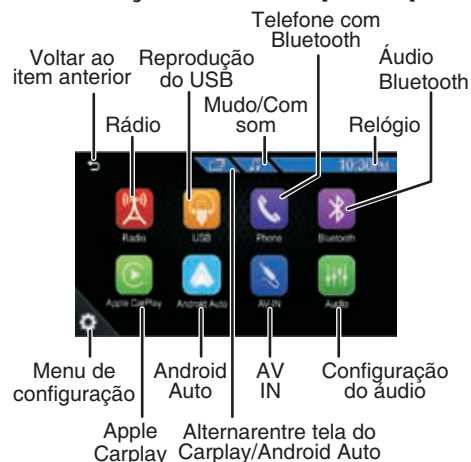 Telefone com
Bluetooth
Voltar ao
item anterior
Reprodução
do USB
Áudio
Bluetooth
Mudo/Com
som
Rádio
Relógio
10:30PM
Radio
USB
Phone
Bluetooth
Apple CarPlay
Android Auto
AV-IN
Audio
Menu de
configuração
Android
Auto
AV
IN
Configuração
do áudio
Apple
Carplay
Alternarentre tela do
Carplay/Android Auto